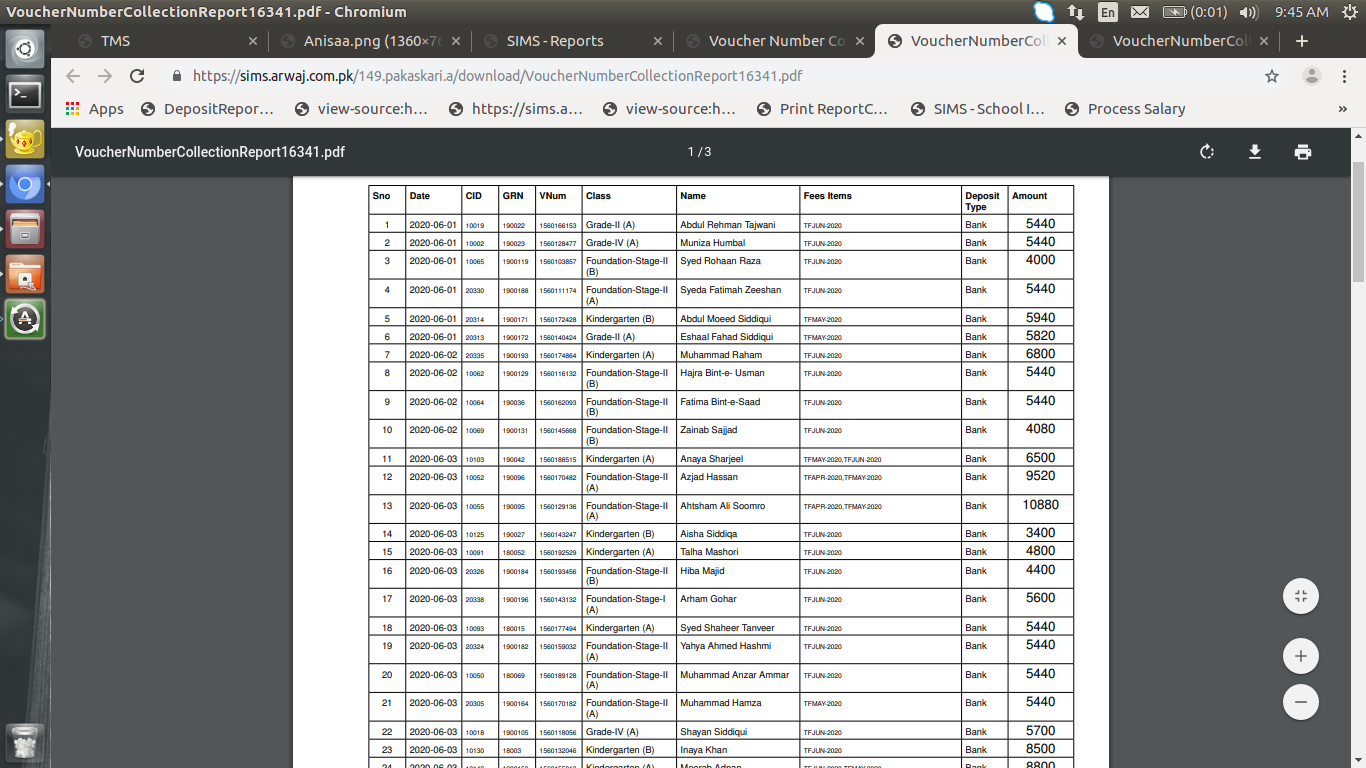 VoucherNumberCollectionReport16341.pdf - Chromium En (0:01) 9:45 AM
TMS Anisaa.png (1360×76 SIMS - Reports Voucher Number Co VoucherNumberCol VoucherNumberCol
https://sims.arwaj.com.pk/149.pakaskari.a/download/VoucherNumberCollectionReport16341.pdf
Apps DepositRepor... view-source:h... https://sims.a... view-source:h... Print ReportC... SIMS - School I... Process Salary »
VoucherNumberCollectionReport16341.pdf 1 / 3
Sno Date CID GRN VNum Class Name Fees Items Deposit Type Amount
1 2020-06-01 10019 190022 1560166153 Grade-II (A) Abdul Rehman Tajwani TFJUN-2020 Bank 5440
2 2020-06-01 10002 190023 1560128477 Grade-IV (A) Muniza Humbal TFJUN-2020 Bank 5440
3 2020-06-01 10065 1900119 1560103857 Foundation-Stage-II (B) Syed Rohaan Raza TFJUN-2020 Bank 4000
4 2020-06-01 20330 1900188 1560111174 Foundation-Stage-II (A) Syeda Fatimah Zeeshan TFJUN-2020 Bank 5440
5 2020-06-01 20314 1900171 1560172428 Kindergarten (B) Abdul Moeed Siddiqui TFMAY-2020 Bank 5940
6 2020-06-01 20313 1900172 1560140424 Grade-II (A) Eshaal Fahad Siddiqui TFMAY-2020 Bank 5820
7 2020-06-02 20335 1900193 1560174864 Kindergarten (A) Muhammad Raham TFJUN-2020 Bank 6800
8 2020-06-02 10062 1900129 1560116132 Foundation-Stage-II (B) Hajra Bint-e- Usman TFJUN-2020 Bank 5440
9 2020-06-02 10064 190036 1560162093 Foundation-Stage-II (B) Fatima Bint-e-Saad TFJUN-2020 Bank 5440
10 2020-06-02 10069 1900131 1560145668 Foundation-Stage-II (B) Zainab Sajjad TFJUN-2020 Bank 4080
11 2020-06-03 10103 190042 1560188515 Kindergarten (A) Anaya Sharjeel TFMAY-2020,TFJUN-2020 Bank 6500
12 2020-06-03 10052 190096 1560170482 Foundation-Stage-II (A) Azjad Hassan TFAPR-2020,TFMAY-2020 Bank 9520
13 2020-06-03 10055 190095 1560129136 Foundation-Stage-II (A) Ahtsham Ali Soomro TFAPR-2020,TFMAY-2020 Bank 10880
14 2020-06-03 10125 190027 1560143247 Kindergarten (B) Aisha Siddiqa TFJUN-2020 Bank 3400
15 2020-06-03 10091 180052 1560192529 Kindergarten (A) Talha Mashori TFJUN-2020 Bank 4800
16 2020-06-03 20326 1900184 1560193456 Foundation-Stage-II (B) Hiba Majid TFJUN-2020 Bank 4400
17 2020-06-03 20338 1900196 1560143132 Foundation-Stage-I (A) Arham Gohar TFJUN-2020 Bank 5600
18 2020-06-03 10093 180015 1560177494 Kindergarten (A) Syed Shaheer Tanveer TFJUN-2020 Bank 5440
19 2020-06-03 20324 1900182 1560159032 Foundation-Stage-II (A) Yahya Ahmed Hashmi TFJUN-2020 Bank 5440
20 2020-06-03 10050 180069 1560189128 Foundation-Stage-II (A) Muhammad Anzar Ammar TFJUN-2020 Bank 5440
21 2020-06-03 20305 1900164 1560170182 Foundation-Stage-II (A) Muhammad Hamza TFMAY-2020 Bank 5440
22 2020-06-03 10018 1900105 1560118056 Grade-IV (A) Shayan Siddiqui TFJUN-2020 Bank 5700
23 2020-06-03 10130 18003 1560132046 Kindergarten (B) Inaya Khan TFJUN-2020 Bank 8500
24 2020-06-03 Kindergarten (A) Bank 8800